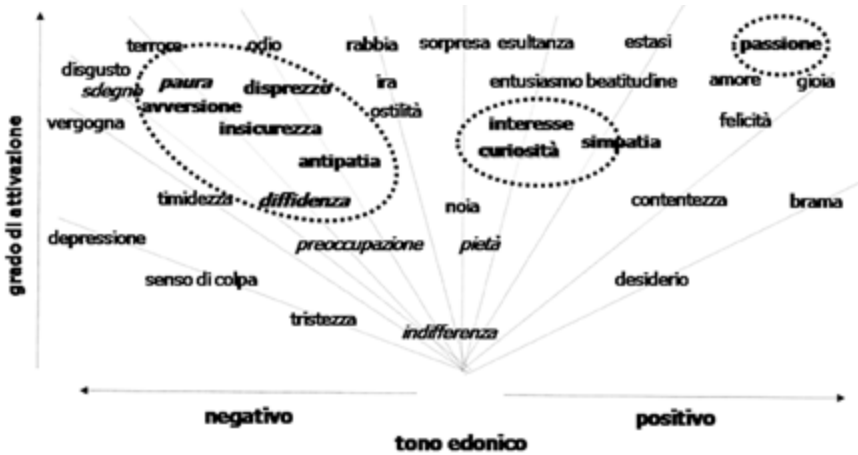 terrore odio rabbia sorpresa esultanza estasi passione
disgusto paura disprezzo ira entusiasmo beatitudine amore gioia
sdegno avversione ostilità
vergogna insicurezza interesse felicità
curiosità simpatia
antipatia
timidezza diffidenza noia contentezza brama
depressione preoccupazione pietà
senso di colpa desiderio
tristezza indifferenza
grado di attivazione
negativo positivo
tono edonico